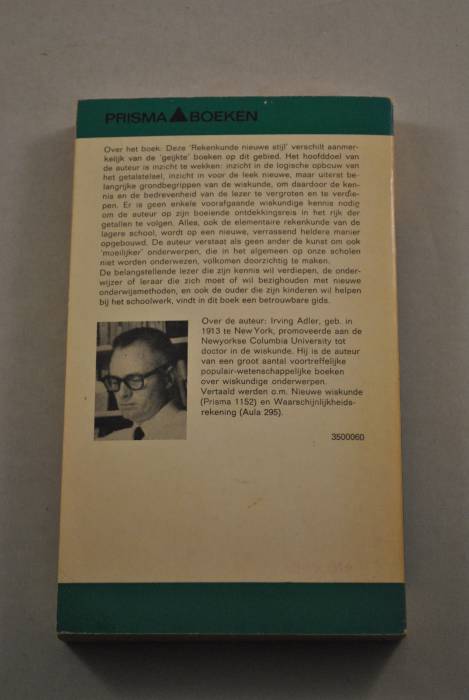 PRISMA BOEKEN
Over het boek: Deze 'Rekenkunde nieuwe stijl' verschilt aanmer-
kelijk van de 'geijkte' boeken op dit gebied. Het hoofddoel van
de auteur is inzicht te wekken: inzicht in de logische opbouw van
het getalstelsel, inzicht in voor de leek nieuwe, maar uiterst be-
langrijke grondbegrippen van de wiskunde, om daardoor de ken-
nis en de bedrevenheid van de lezer te vergroten en te verdie-
pen. Er is geen enkele voorafgaande wiskundige kennis nodig
om de auteur op zijn boeiende ontdekkingsreis in het rijk der
getallen te volgen. Alles, ook de elementaire rekenkunde van de
lagere school, wordt op een nieuwe, verrassend heldere manier
opgebouwd. De auteur verstaat als geen ander de kunst om ook
'moeilijker' onderwerpen, die in het algemeen op onze scholen
niet worden onderwezen, volkomen doorzichtig te maken.
De belangstellende lezer die zijn kennis wil verdiepen, de onder-
wijzer of leraar die zich moet of wil bezighouden met nieuwe
onderwijsmethoden, en ook de ouder die zijn kinderen wil helpen
bij het schoolwerk, vindt in dit boek een betrouwbare gids.
Over de auteur: Irving Adler, geb. in
1913 te New York, promoveerde aan de
Newyorkse Columbia University tot
doctor in de wiskunde. Hij is de auteur
van een groot aantal voortreffelijke
populair-wetenschappelijke boeken
over wiskundige onderwerpen.
Vertaald werden o.m. Nieuwe wiskunde
(Prisma 1152) en Waarschijnlijkheids-
rekening (Aula 295).
3500060